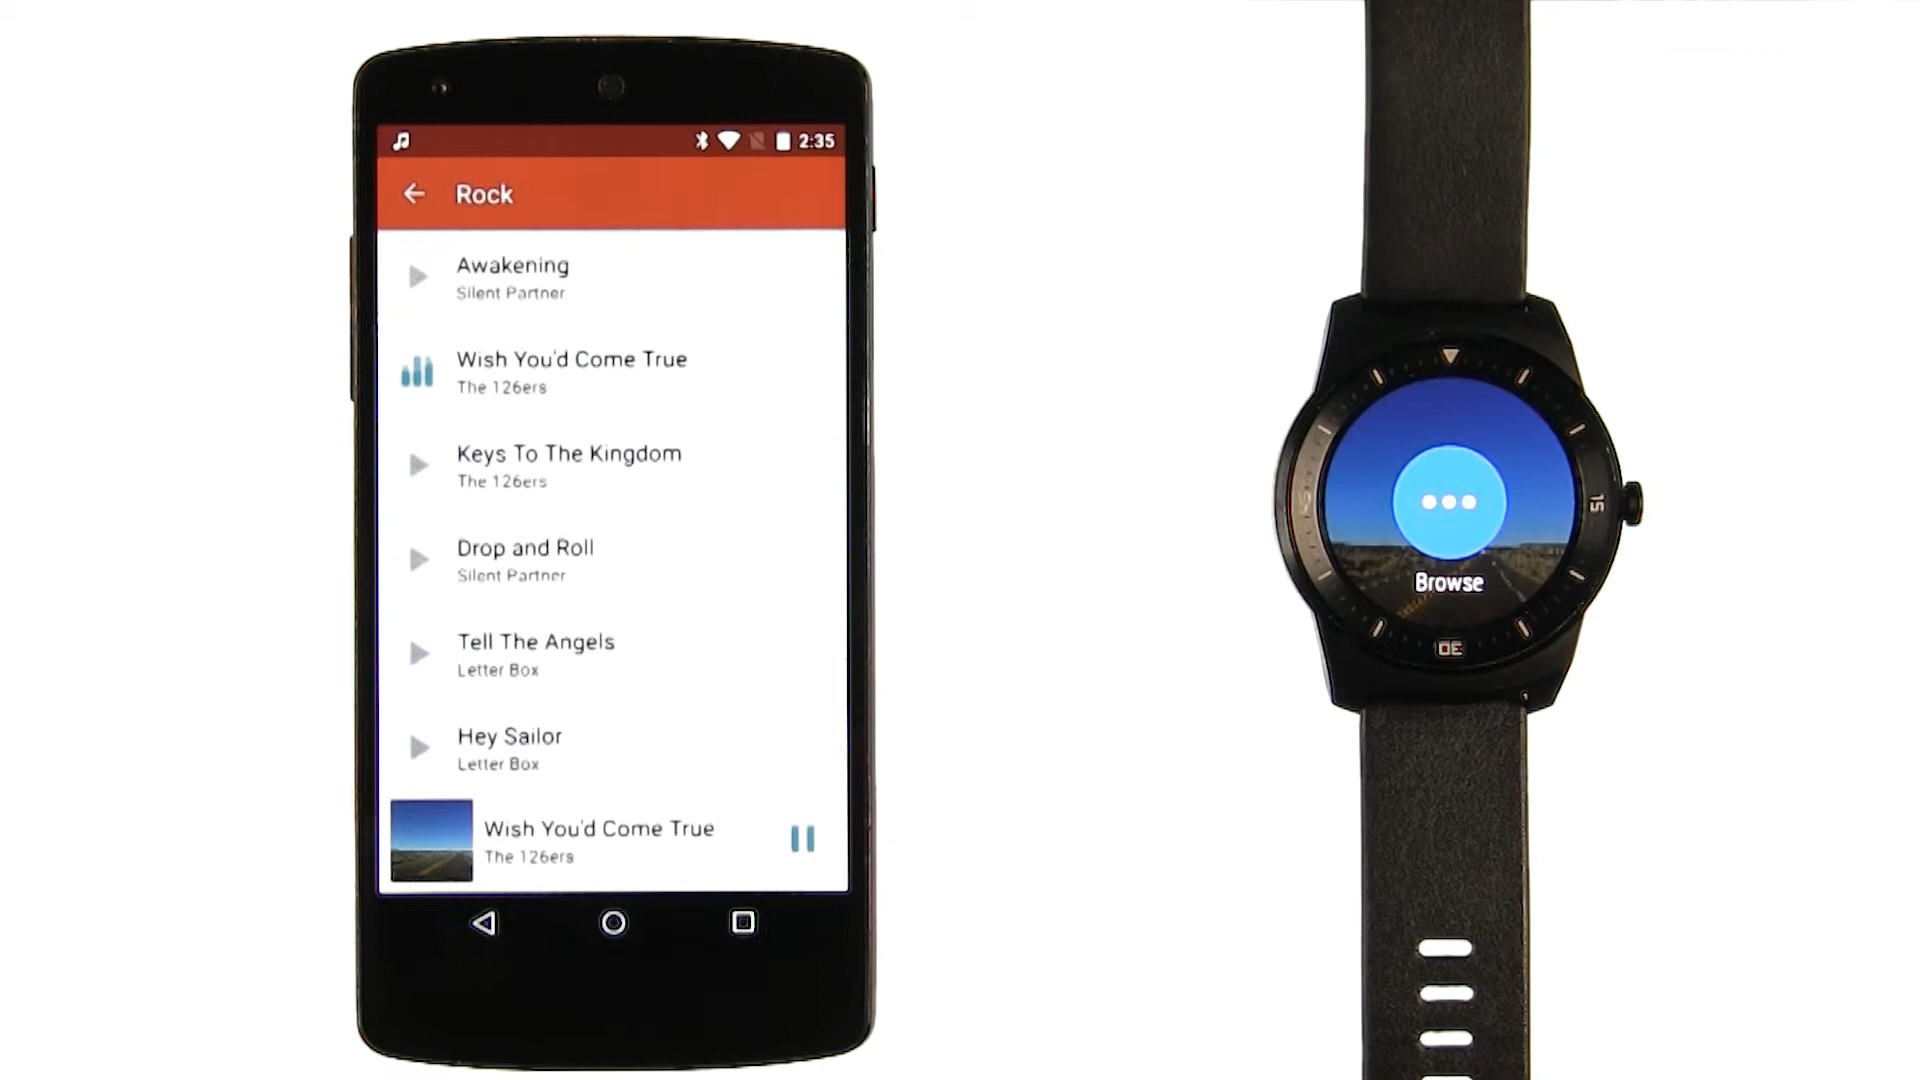 2:35
Rock
Awakening
Silent Partner
Wish You'd Come True
The 126ers
Keys To The Kingdom
The 126ers
Drop and Roll
Silent Partner
Tell The Angels
Letter Box
Hey Sailor
Letter Box
Wish You'd Come True
The 126ers
15
Browse
30